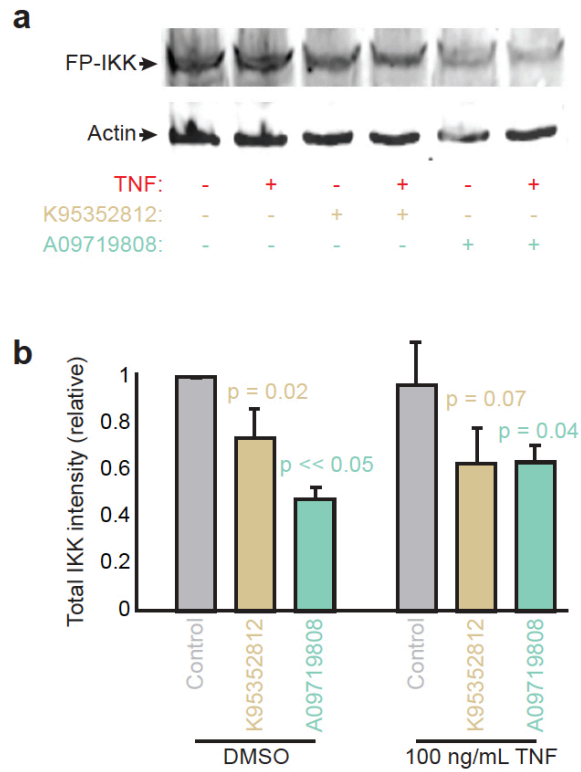 a
FP-IKK
Actin
TNF: - + - + - +
K95352812: - - + + - -
A09719808: - - - - + +
b
Total IKK intensity (relative)
1
0.8
0.6
0.4
0.2
0
p = 0.02
p << 0.05
p = 0.07
p = 0.04
Control
K95352812
A09719808
Control
K95352812
A09719808
DMSO
100 ng/mL TNF